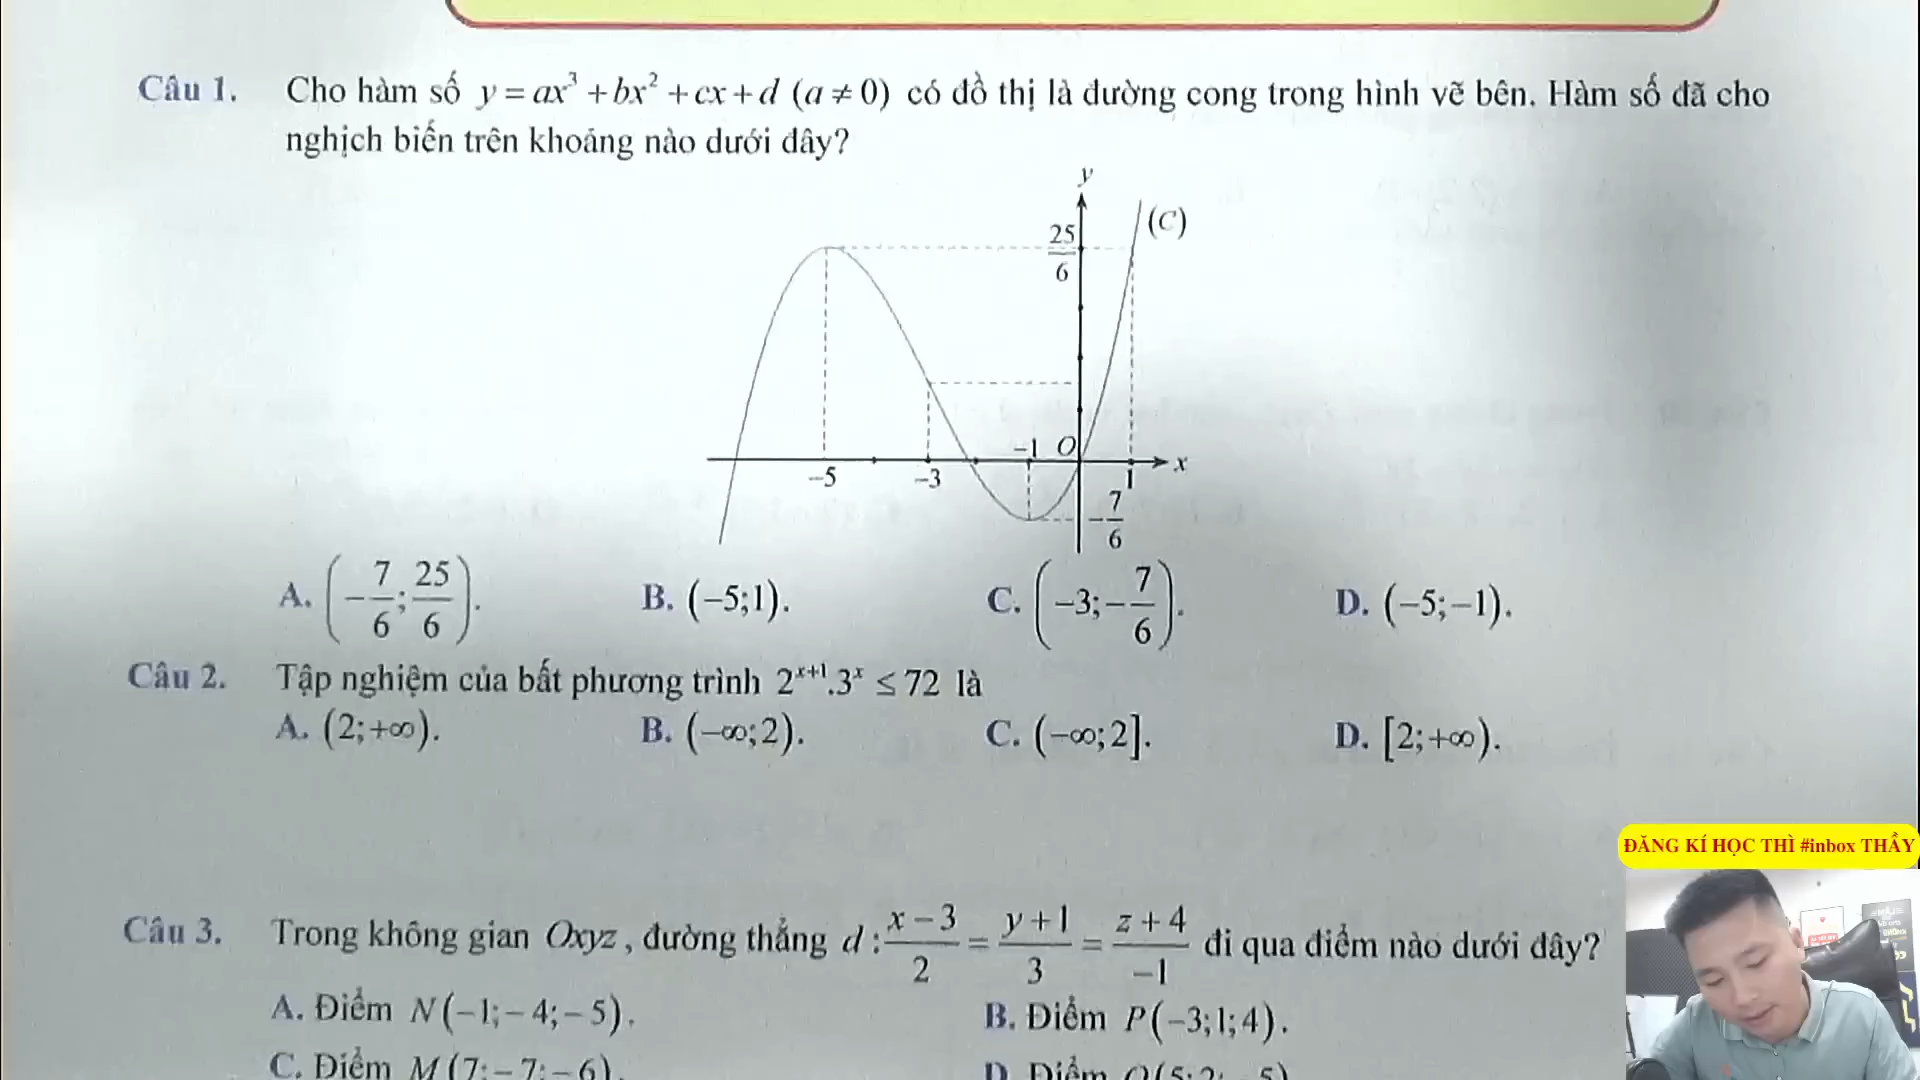 Câu 1. Cho hàm số y = ax³ + bx² + cx + d (a ≠ 0) có đồ thị là đường cong trong hình vẽ bên. Hàm số đã cho
nghịch biến trên khoảng nào dưới đây?
y
(C)
25/6
-1 O
x
-5 -3 1
-7/6
A. (-7/6; 25/6). B. (-5;1). C. (-3; -7/6). D. (-5;-1).
Câu 2. Tập nghiệm của bất phương trình 2^{x+1}.3^x ≤ 72 là
A. (2;+∞). B. (-∞;2). C. (-∞;2]. D. [2;+∞).
ĐĂNG KÍ HỌC THÌ #inbox THẦY
Câu 3. Trong không gian Oxyz, đường thẳng d: (x-3)/2 = (y+1)/3 = (z+4)/-1 đi qua điểm nào dưới đây?
A. Điểm N(-1;-4;-5). B. Điểm P(-3;1;4).
C. Điểm M(7;-7;-6). D. Điểm